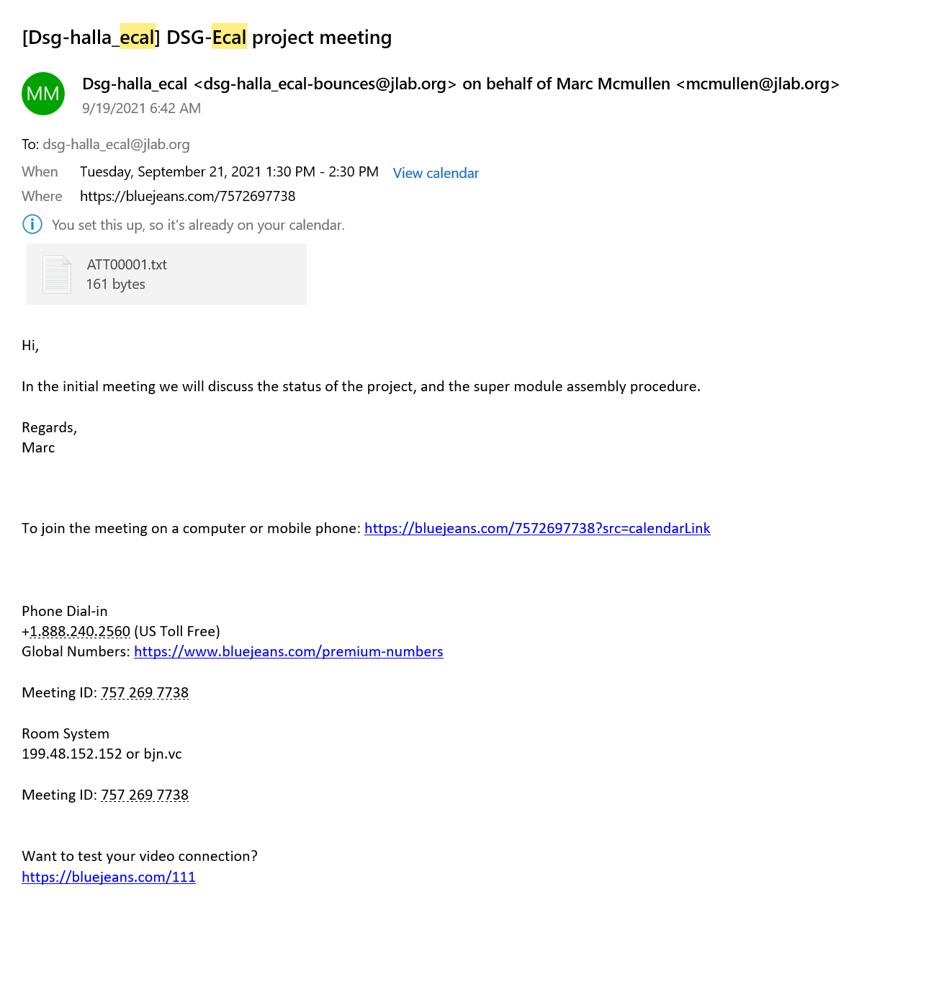 [Dsg-halla_ecal] DSG-Ecal project meeting
MM
Dsg-halla_ecal <dsg-halla_ecal-bounces@jlab.org> on behalf of Marc Mcmullen <mcmullen@jlab.org>
9/19/2021 6:42 AM
To: dsg-halla_ecal@jlab.org
When Tuesday, September 21, 2021 1:30 PM - 2:30 PM View calendar
Where https://bluejeans.com/7572697738
You set this up, so it's already on your calendar.
ATT00001.txt
161 bytes
Hi,
In the initial meeting we will discuss the status of the project, and the super module assembly procedure.
Regards,
Marc
To join the meeting on a computer or mobile phone: https://bluejeans.com/7572697738?src=calendarLink
Phone Dial-in
+1.888.240.2560 (US Toll Free)
Global Numbers: https://www.bluejeans.com/premium-numbers
Meeting ID: 757 269 7738
Room System
199.48.152.152 or bjn.vc
Meeting ID: 757 269 7738
Want to test your video connection?
https://bluejeans.com/111